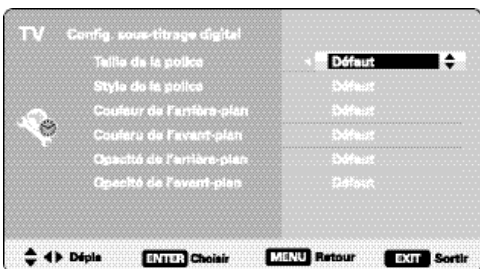 TV Config. sous-titrage digital
Taille de la police Défaut
Style de la police Défaut
Couleur de l'arrière-plan Défaut
Couleru de l'avant-plan Défaut
Opacité de l'arrière-plan Défaut
Opacité de l'avant-plan Défaut
Dépla ENTER Choisir MENU Retour EXIT Sortir